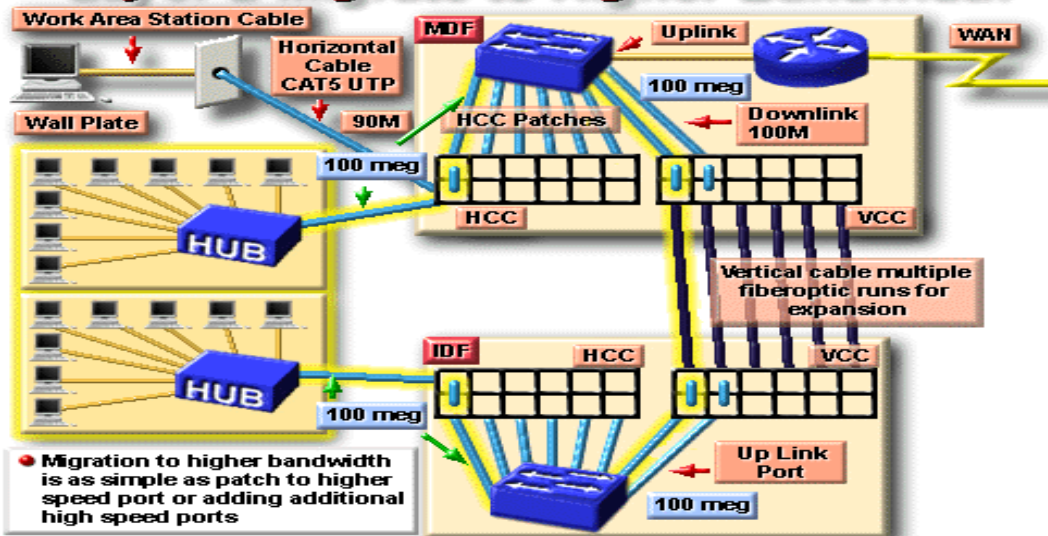 Work Area Station Cable
MDF
Uplink
WAN
Horizontal
Cable
CAT5 UTP
100 meg
Wall Plate
90M
HCC Patches
Downlink
100M
100 meg
HCC
VCC
HUB
Vertical cable multiple
fiberoptic runs for
expansion
IDF
HCC
VCC
HUB
100 meg
Migration to higher bandwidth
is as simple as patch to higher
speed port or adding additional
high speed ports
Up Link
Port
100 meg